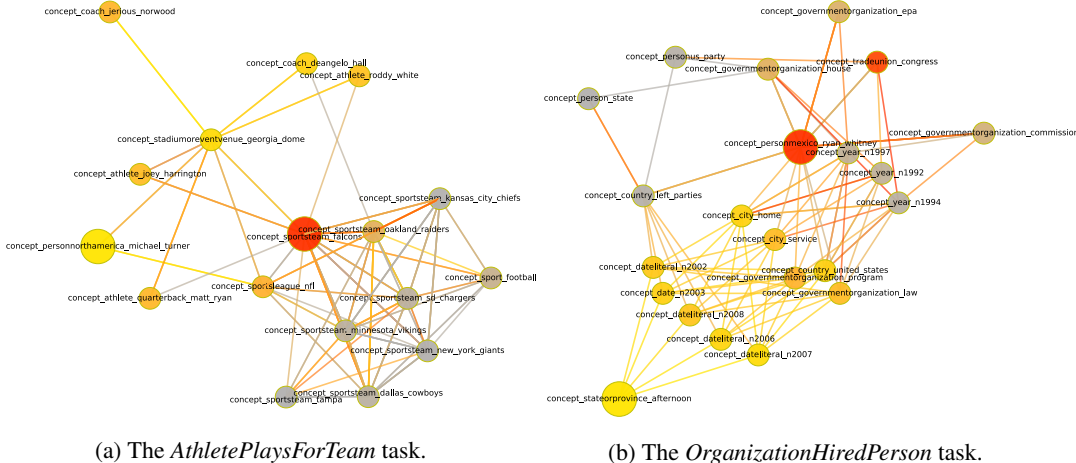 concept_coach_jerious_norwood
concept_coach_deangelo_hall
concept_athlete_roddy_white
concept_stadiumoreventvenue_georgia_dome
concept_athlete_joey_harrington
concept_sportsteam_kansas_city_chiefs
concept_sportsteam_oakland_raiders
concept_sportsteam_falcons
concept_personnorthamerica_michael_turner
concept_sport_football
concept_sportsleague_nfl
concept_athlete_quarterback_matt_ryan
concept_sportsteam_sd_chargers
concept_sportsteam_minnesota_vikings
concept_sportsteam_new_york_giants
concept_sportsteam_dallas_cowboys
concept_sportsteam_tampa
(a) The AthletePlaysForTeam task.
concept_governmentorganization_epa
concept_personus_party
concept_tradeunion_congress
concept_governmentorganization_house
concept_person_state
concept_governmentorganization_commission
concept_personmexico_ryan_whitney
concept_year_n1997
concept_year_n1992
concept_country_left_parties
concept_year_n1994
concept_city_home
concept_city_service
concept_dateliteral_n2002
concept_country_united_states
concept_governmentorganization_program
concept_date_n2003
concept_governmentorganization_law
concept_dateliteral_n2008
concept_dateliteral_n2006
concept_dateliteral_n2007
concept_stateorprovince_afternoon
(b) The OrganizationHiredPerson task.